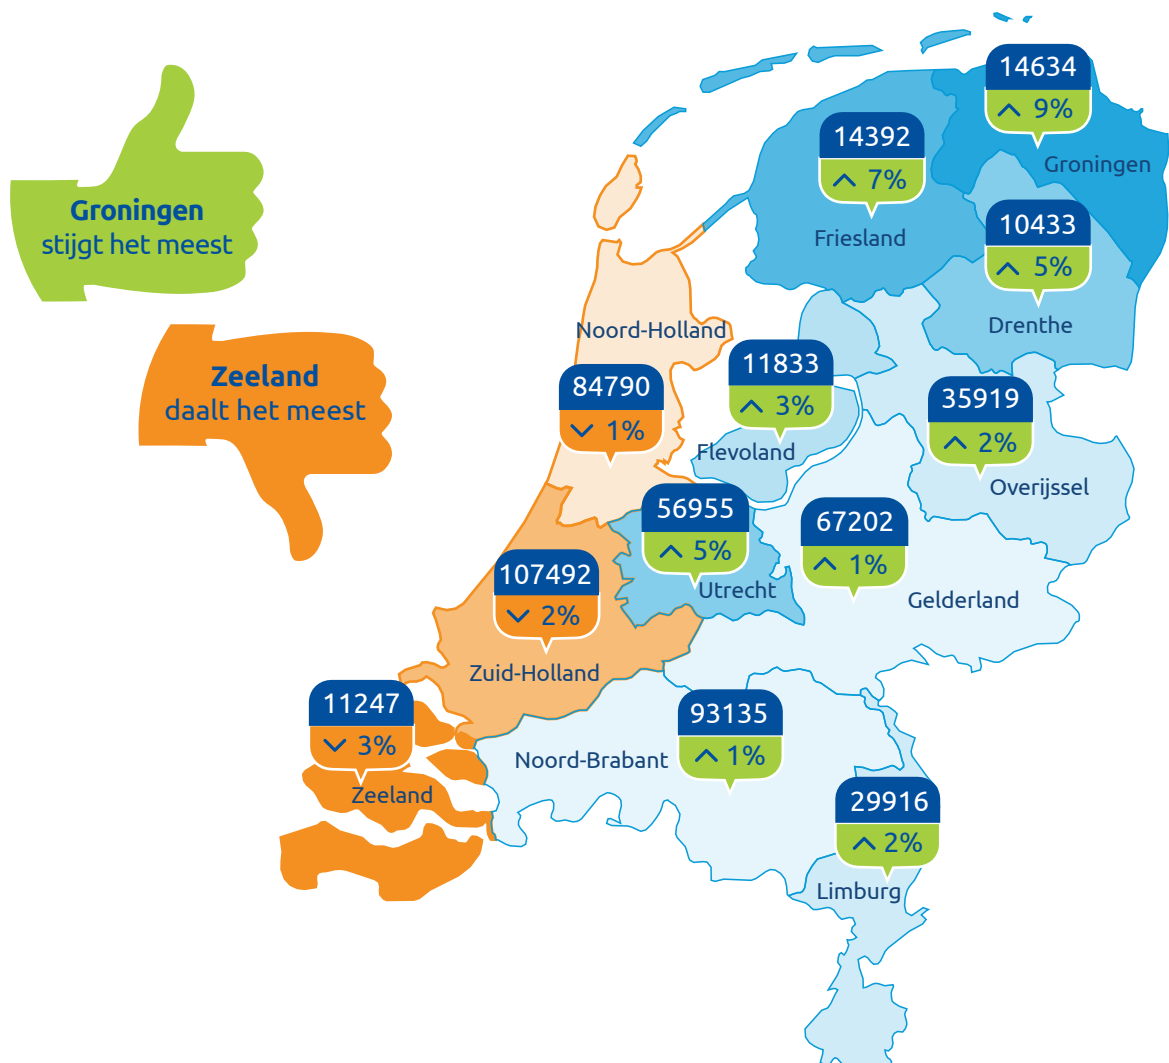 14634
9%
Groningen
14392
7%
Friesland
Groningen
stijgt het meest
10433
5%
Drenthe
Zeeland
daalt het meest
Noord-Holland
84790
1%
11833
3%
Flevoland
35919
2%
Overijssel
56955
5%
Utrecht
67202
1%
Gelderland
107492
2%
Zuid-Holland
11247
3%
Zeeland
93135
1%
Noord-Brabant
29916
2%
Limburg